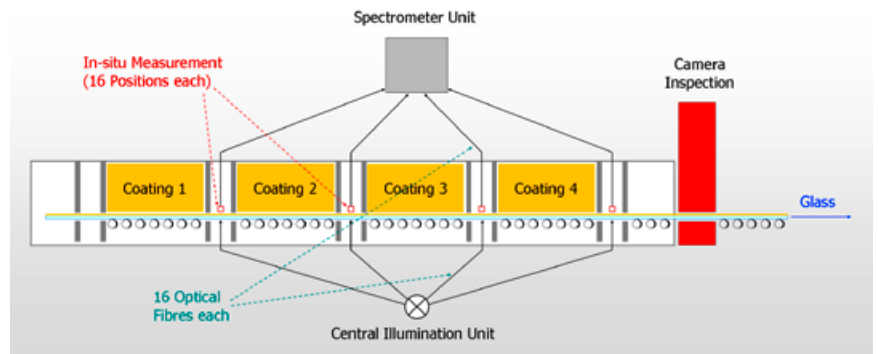 Spectrometer Unit
In-situ Measurement
(16 Positions each)
Camera
Inspection
Coating 1
Coating 2
Coating 3
Coating 4
Glass
16 Optical
Fibres each
Central Illumination Unit